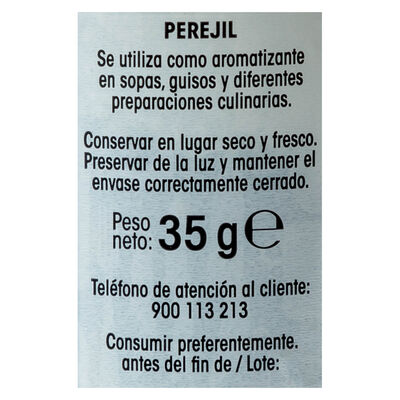 PEREJIL
Se utiliza como aromatizante
en sopas, guisos y diferentes
preparaciones culinarias.
Conservar en lugar seco y fresco.
Preservar de la luz y mantener el
envase correctamente cerrado.
Peso neto: 35 g ℮
Teléfono de atención al cliente:
900 113 213
Consumir preferentemente.
antes del fin de / Lote: